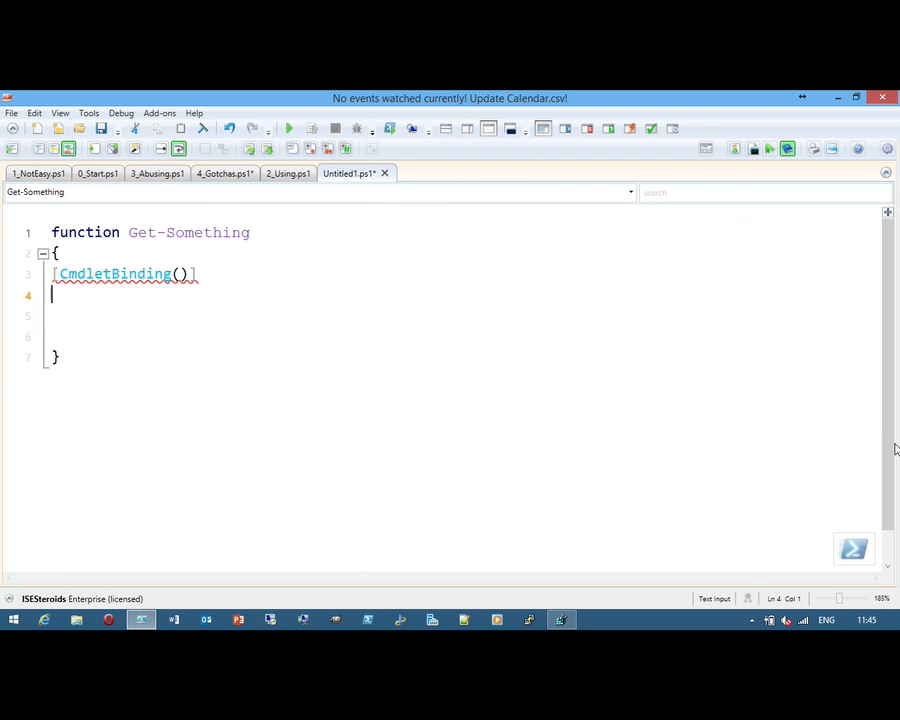 No events watched currently! Update Calendar.csv!
File Edit View Tools Debug Add-ons Help
1_NotEasy.ps1 0_Start.ps1 3_Abusing.ps1 4_Gotchas.ps1* 2_Using.ps1 Untitled1.ps1*
Get-Something search
1 function Get-Something
2 {
3 [CmdletBinding()]
4
5
6
7 }
ISESteroids Enterprise (licensed) Text Input Ln 4 Col 1 185%
ENG 11:45